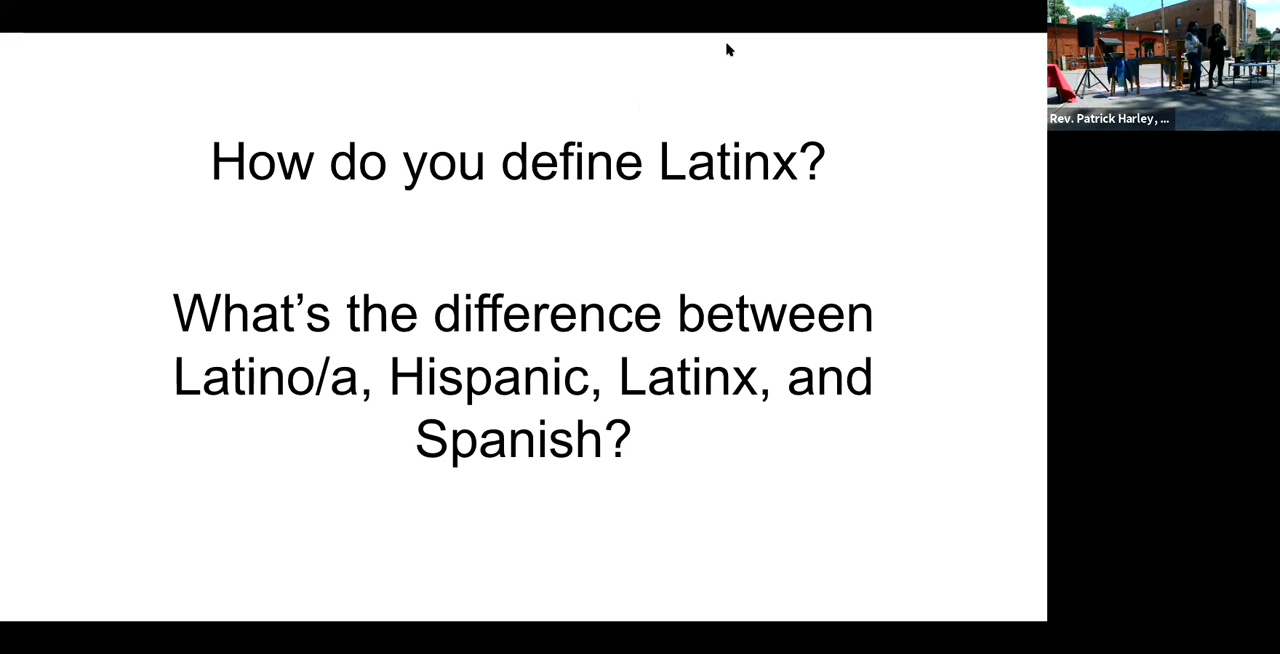 How do you define Latinx?
What’s the difference between
Latino/a, Hispanic, Latinx, and
Spanish?
Rev. Patrick Harley, ...